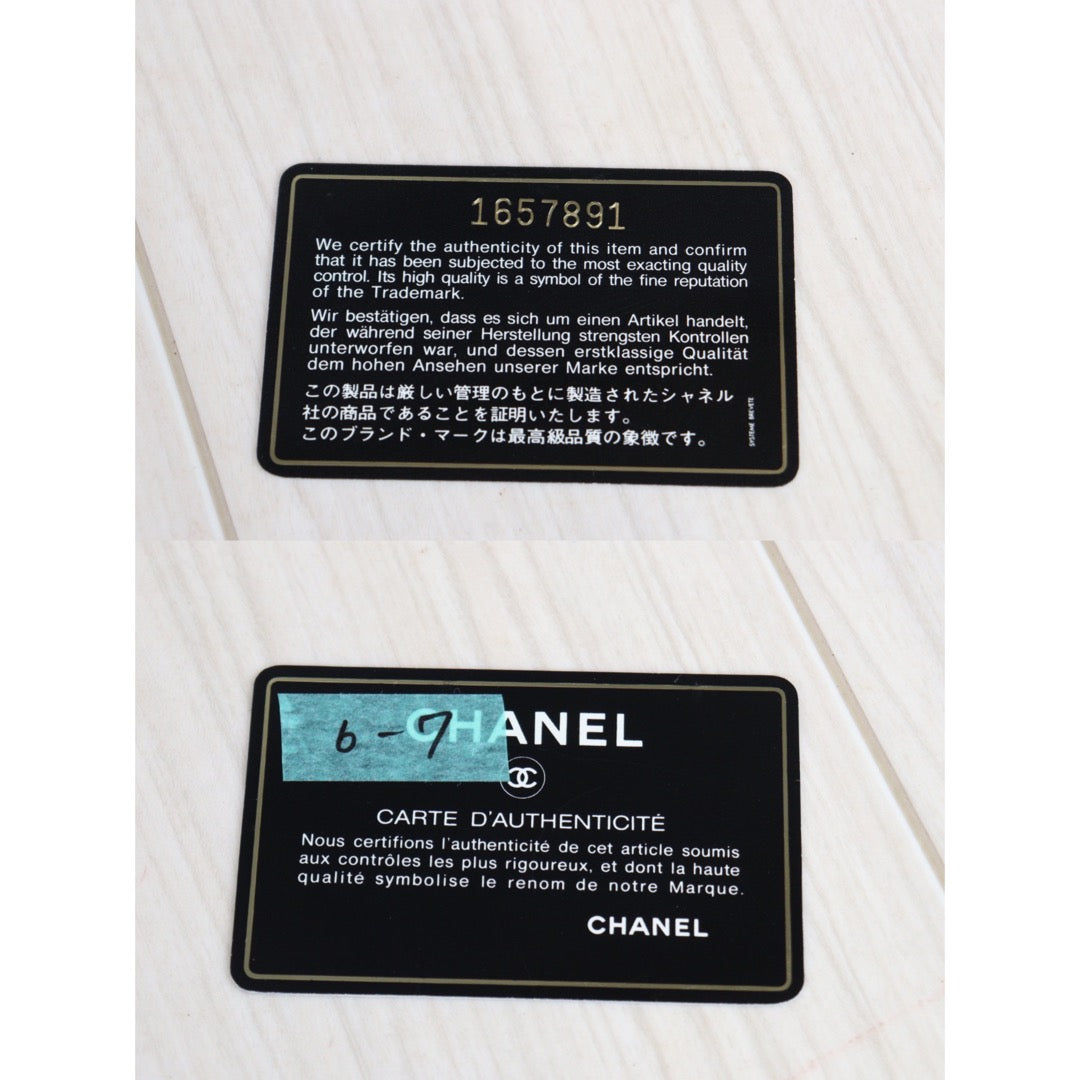 1657891
We certify the authenticity of this item and confirm
that it has been subjected to the most exacting quality
control. Its high quality is a symbol of the fine reputation
of the Trademark.
Wir bestätigen, dass es sich um einen Artikel handelt,
der während seiner Herstellung strengsten Kontrollen
unterworfen war, und dessen erstklassige Qualität
dem hohen Ansehen unserer Marke entspricht.
この製品は厳しい管理のもとに製造されたシャネル
社の商品であることを証明いたします。
このブランド・マークは最高級品質の象徴です。
SYSTEME BREVETE
6-7
CHANEL
CARTE D'AUTHENTICITÉ
Nous certifions l'authenticité de cet article soumis
aux contrôles les plus rigoureux, et dont la haute
qualité symbolise le renom de notre Marque.
CHANEL